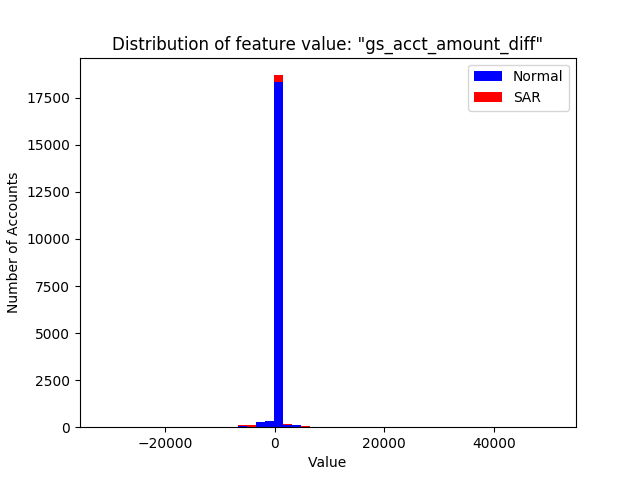 Distribution of feature value: "gs_acct_amount_diff"
Normal
SAR
17500
15000
12500
10000
7500
5000
2500
0
Number of Accounts
−20000
0
20000
40000
Value